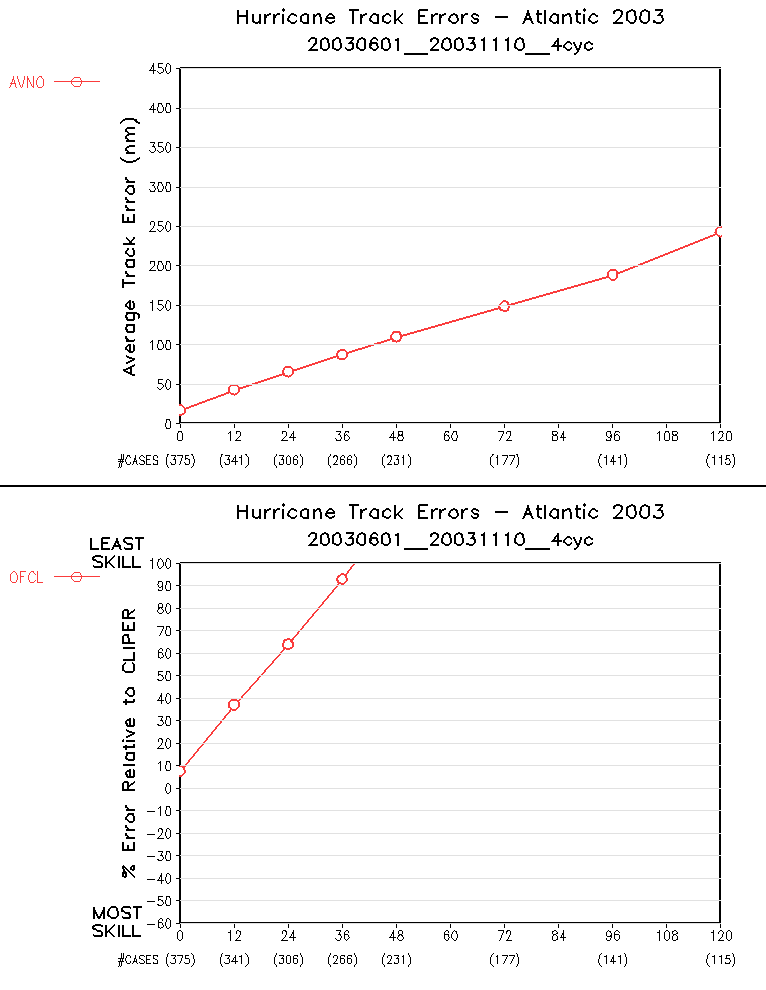 Hurricane Track Errors - Atlantic 2003
20030601__20031110__4cyc
AVNO
Average Track Error (nm)
450
400
350
300
250
200
150
100
50
0
0 12 24 36 48 60 72 84 96 108 120
#CASES (375) (341) (306) (266) (231) (177) (141) (115)
Hurricane Track Errors - Atlantic 2003
20030601__20031110__4cyc
LEAST
SKILL
OFCL
% Error Relative to CLIPER
100
90
80
70
60
50
40
30
20
10
0
-10
-20
-30
-40
-50
-60
MOST
SKILL
0 12 24 36 48 60 72 84 96 108 120
#CASES (375) (341) (306) (266) (231) (177) (141) (115)